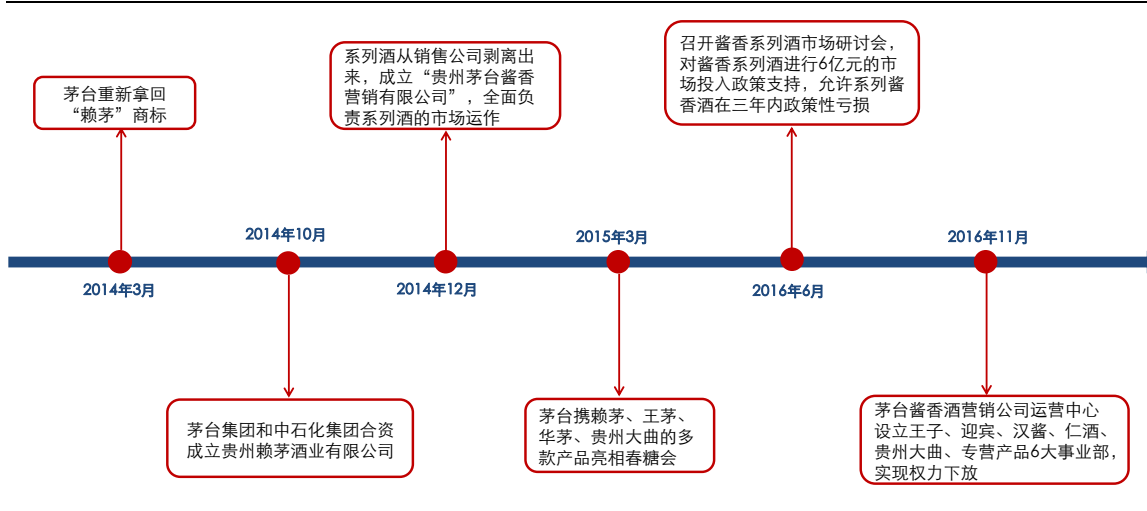 茅台重新拿回
“赖茅”商标
系列酒从销售公司剥离出
来，成立“贵州茅台酱香
营销有限公司”，全面负
责系列酒的市场运作
召开酱香系列酒市场研讨会，
对酱香系列酒进行6亿元的市
场投入政策支持，允许系列酱
香酒在三年内政策性亏损
2014年3月
2014年10月
2014年12月
2015年3月
2016年6月
2016年11月
茅台集团和中石化集团合资
成立贵州赖茅酒业有限公司
茅台携赖茅、王茅、
华茅、贵州大曲的多
款产品亮相春糖会
茅台酱香酒营销公司运营中心
设立王子、迎宾、汉酱、仁酒、
贵州大曲、专营产品6大事业部，
实现权力下放